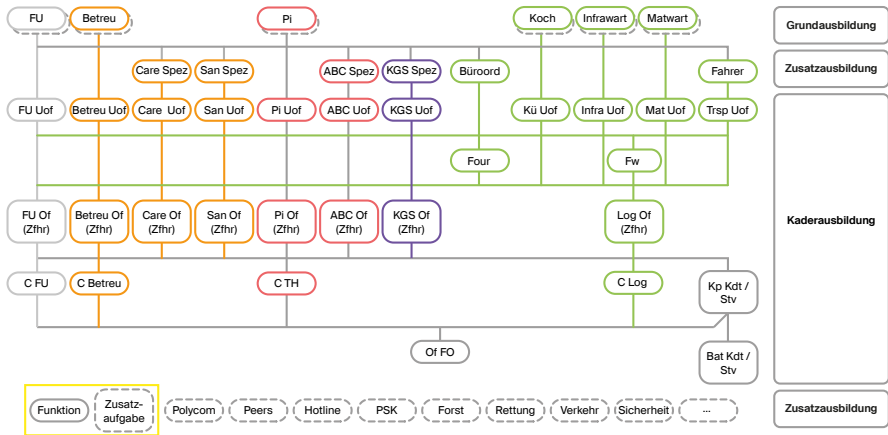 FU
Betreu
Pi
Koch
Infrawart
Matwart
Grundausbildung
Care Spez
San Spez
ABC Spez
KGS Spez
Büroord
Fahrer
Zusatzausbildung
FU Uof
Betreu Uof
Care Uof
San Uof
Pi Uof
ABC Uof
KGS Uof
Kü Uof
Infra Uof
Mat Uof
Trsp Uof
Four
Fw
Kaderausbildung
FU Of
(Zfhr)
Betreu Of
(Zfhr)
Care Of
(Zfhr)
San Of
(Zfhr)
Pi Of
(Zfhr)
ABC Of
(Zfhr)
KGS Of
(Zfhr)
Log Of
(Zfhr)
C FU
C Betreu
C TH
C Log
Kp Kdt /
Stv
Of FO
Bat Kdt /
Stv
Funktion
Zusatz-
aufgabe
Polycom
Peers
Hotline
PSK
Forst
Rettung
Verkehr
Sicherheit
...
Zusatzausbildung